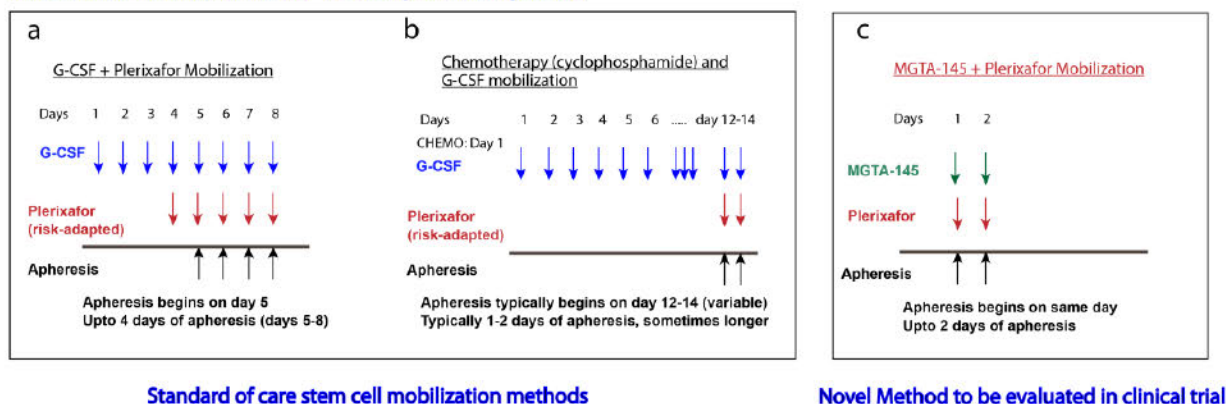 a
G-CSF + Plerixafor Mobilization
Days 1 2 3 4 5 6 7 8
G-CSF
Plerixafor
(risk-adapted)
Apheresis
Apheresis begins on day 5
Upto 4 days of apheresis (days 5-8)
b
Chemotherapy (cyclophosphamide) and
G-CSF mobilization
Days 1 2 3 4 5 6 ..... day 12-14
CHEMO: Day 1
G-CSF
Plerixafor
(risk-adapted)
Apheresis
Apheresis typically begins on day 12-14 (variable)
Typically 1-2 days of apheresis, sometimes longer
c
MGTA-145 + Plerixafor Mobilization
Days 1 2
MGTA-145
Plerixafor
Apheresis
Apheresis begins on same day
Upto 2 days of apheresis
Standard of care stem cell mobilization methods
Novel Method to be evaluated in clinical trial